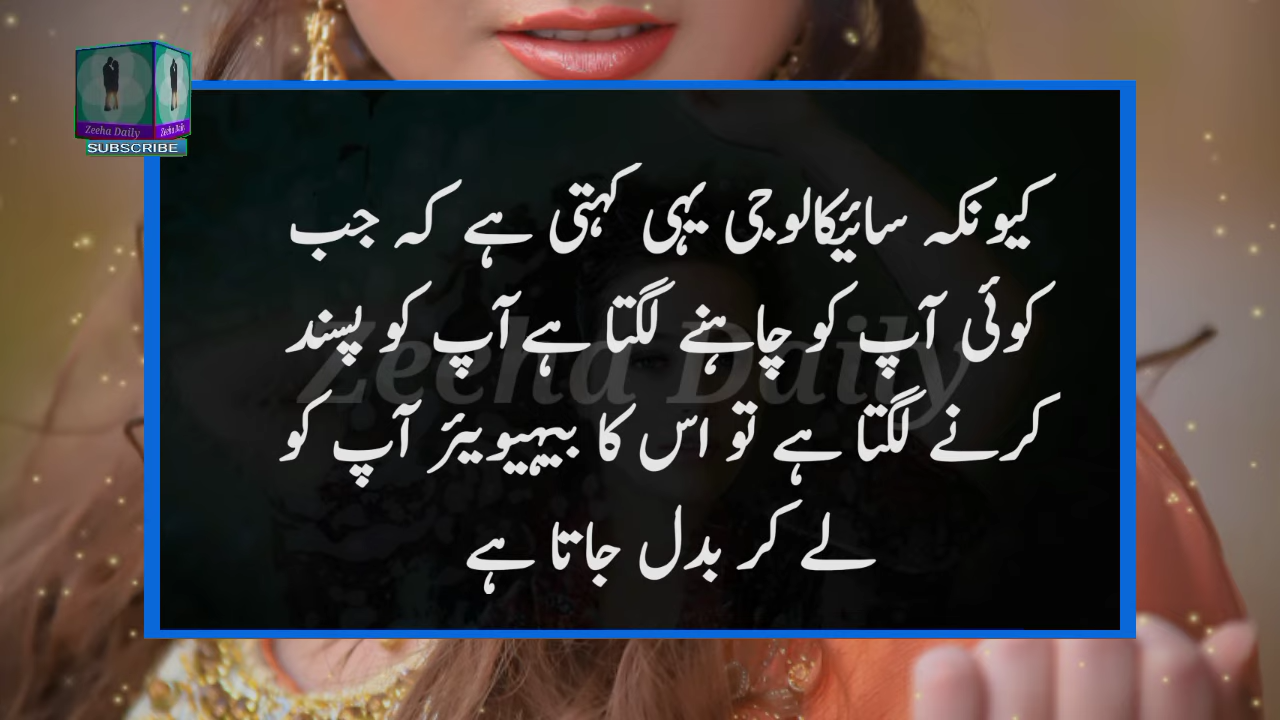 Zeeha Daily
Zeeha Daily
SUBSCRIBE
کیونکہ سائیکالوجی یہی کہتی ہے کہ جب
کوئی آپ کو چاہنے لگتا ہے آپ کو پسند
Zeeha Daily
کرنے لگتا ہے تو اس کا بیہیویئر آپ کو
لے کر بدل جاتا ہے